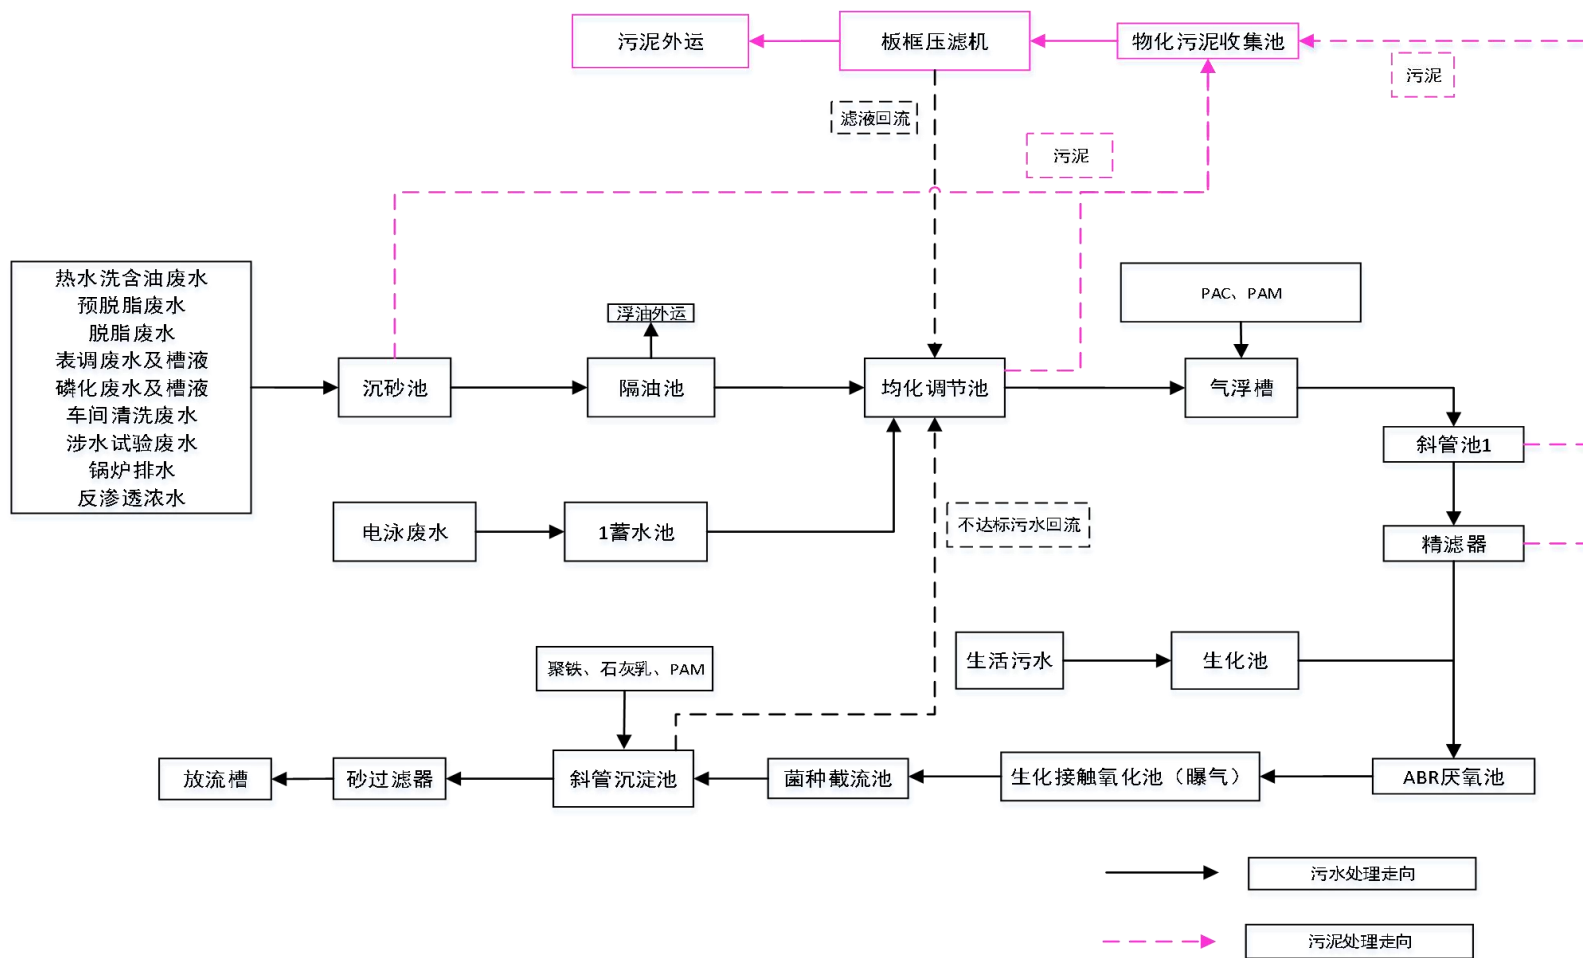 污泥外运
板框压滤机
物化污泥收集池
污泥
滤液回流
污泥
热水洗含油废水
预脱脂废水
脱脂废水
表调废水及槽液
磷化废水及槽液
车间清洗废水
涉水试验废水
锅炉排水
反渗透浓水
浮油外运
PAC、PAM
沉砂池
隔油池
均化调节池
气浮槽
斜管池1
电泳废水
1蓄水池
不达标污水回流
精滤器
聚铁、石灰乳、PAM
生活污水
生化池
放流槽
砂过滤器
斜管沉淀池
菌种截流池
生化接触氧化池（曝气）
ABR厌氧池
污水处理走向
污泥处理走向